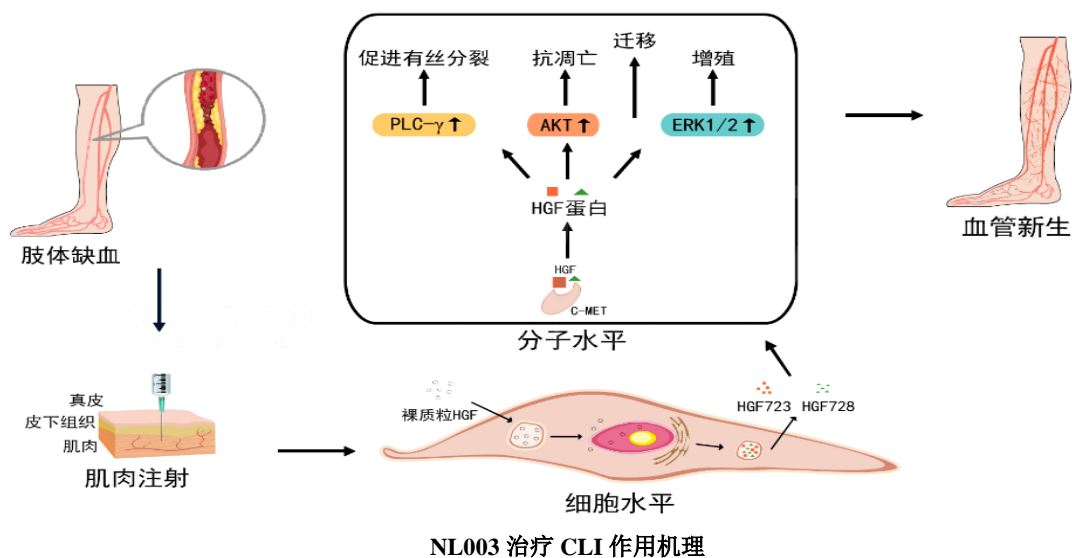 促进有丝分裂
抗凋亡
迁移
增殖
PLC-γ↑
AKT↑
ERK1/2↑
HGF蛋白
HGF
C-MET
分子水平
肢体缺血
血管新生
真皮
皮下组织
肌肉
肌肉注射
裸质粒HGF
HGF723
HGF728
细胞水平
NL003 治疗 CLI 作用机理